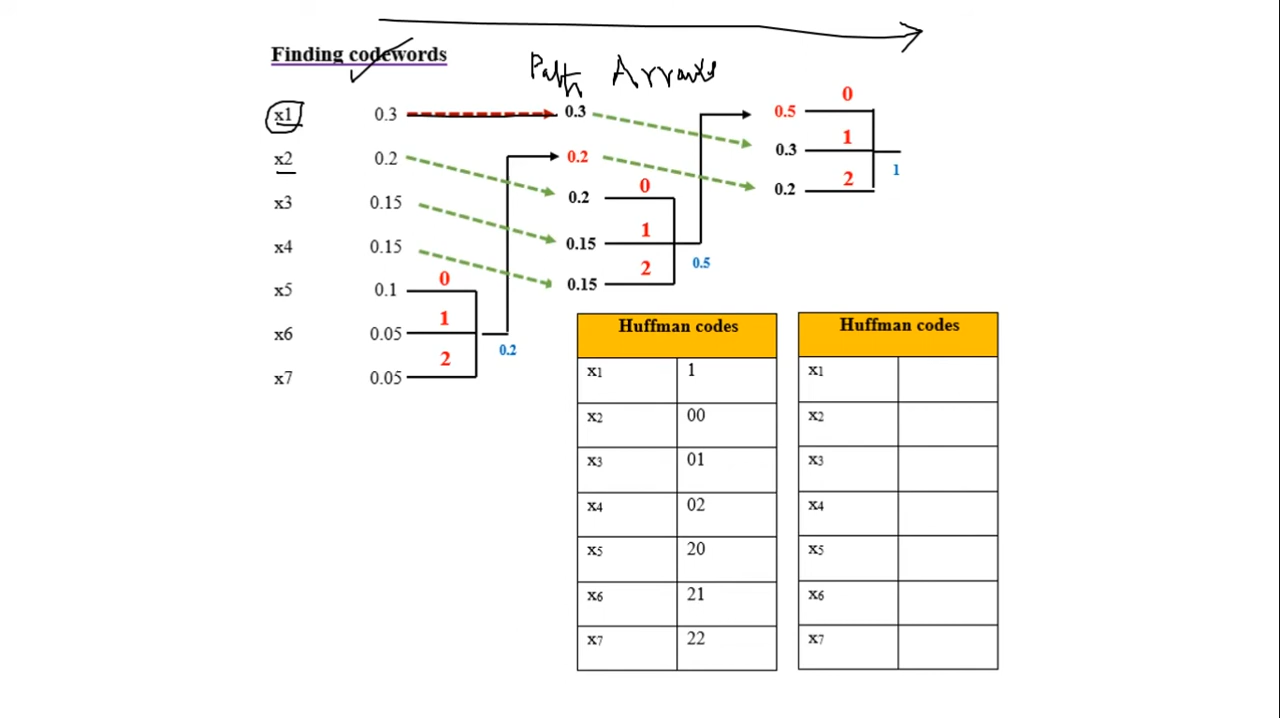 Finding codewords
Path Arrows
x1 0.3 0.3 0.5 0
x2 0.2 0.2 0.3 1 1
x3 0.15 0.2 0 0.2 2
x4 0.15 0.15 1
x5 0.1 0 0.15 2 0.5
x6 0.05 1 0.2
x7 0.05 2
Huffman codes
x1 1
x2 00
x3 01
x4 02
x5 20
x6 21
x7 22
Huffman codes
x1
x2
x3
x4
x5
x6
x7